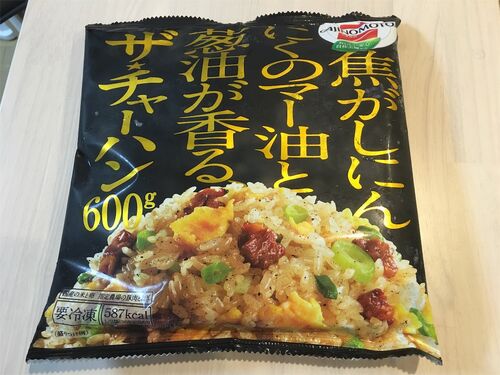 AJINOMOTO
焦がしにん
にくのマー油と
葱油が香る
ザ★チャーハン
600g
要冷凍
587kcal